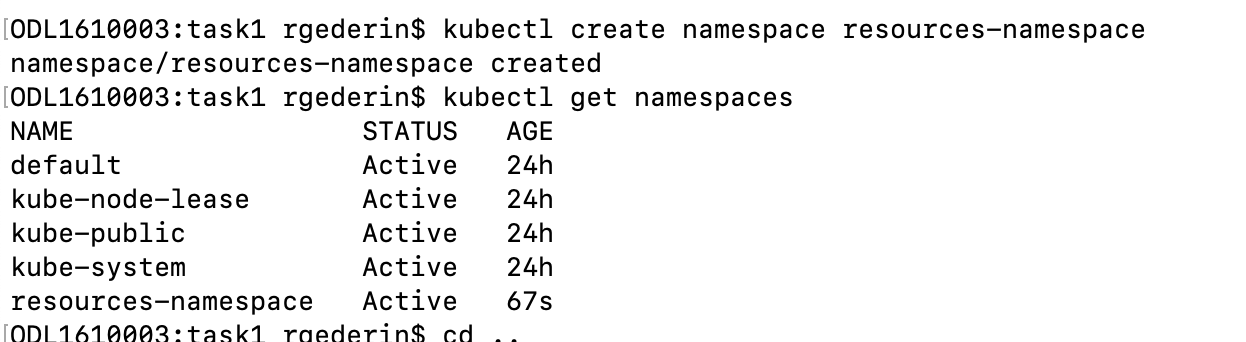 [ODL1610003:task1 rgederin$ kubectl create namespace resources-namespace
namespace/resources-namespace created
[ODL1610003:task1 rgederin$ kubectl get namespaces
NAME STATUS AGE
default Active 24h
kube-node-lease Active 24h
kube-public Active 24h
kube-system Active 24h
resources-namespace Active 67s
[ODL1610003:task1 rgederin$ cd ..